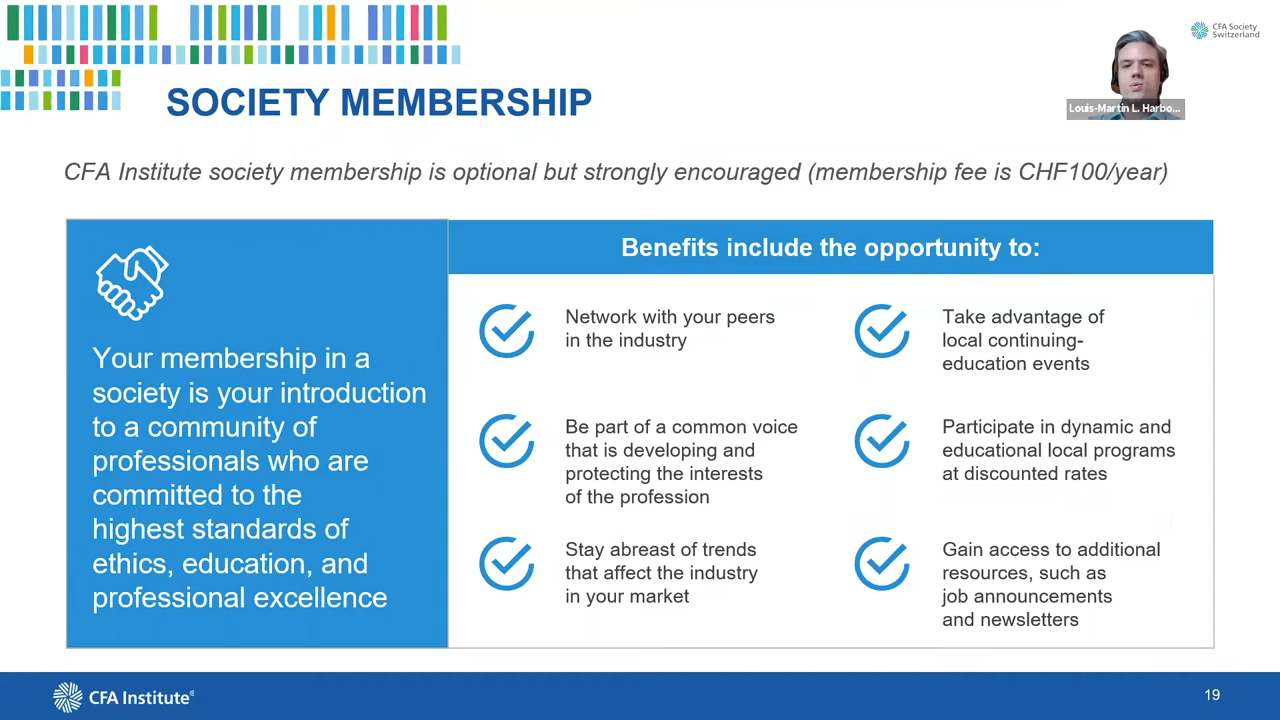 CFA Society
Switzerland
SOCIETY MEMBERSHIP
Louis-Martin L. Harbo...
CFA Institute society membership is optional but strongly encouraged (membership fee is CHF100/year)
Your membership in a
society is your introduction
to a community of
professionals who are
committed to the
highest standards of
ethics, education, and
professional excellence
Benefits include the opportunity to:
Network with your peers
in the industry
Take advantage of
local continuing-
education events
Be part of a common voice
that is developing and
protecting the interests
of the profession
Participate in dynamic and
educational local programs
at discounted rates
Stay abreast of trends
that affect the industry
in your market
Gain access to additional
resources, such as
job announcements
and newsletters
CFA Institute®
19